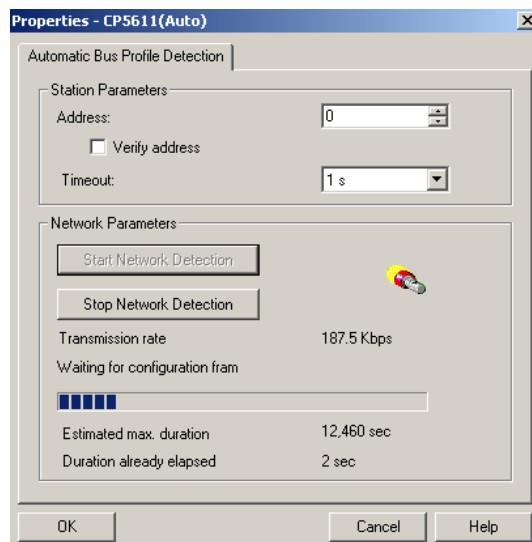 Properties - CP5611(Auto)
Automatic Bus Profile Detection
Station Parameters
Address: 0
Verify address
Timeout: 1 s
Network Parameters
Start Network Detection
Stop Network Detection
Transmission rate 187.5 Kbps
Waiting for configuration fram
Estimated max. duration 12,460 sec
Duration already elapsed 2 sec
OK Cancel Help